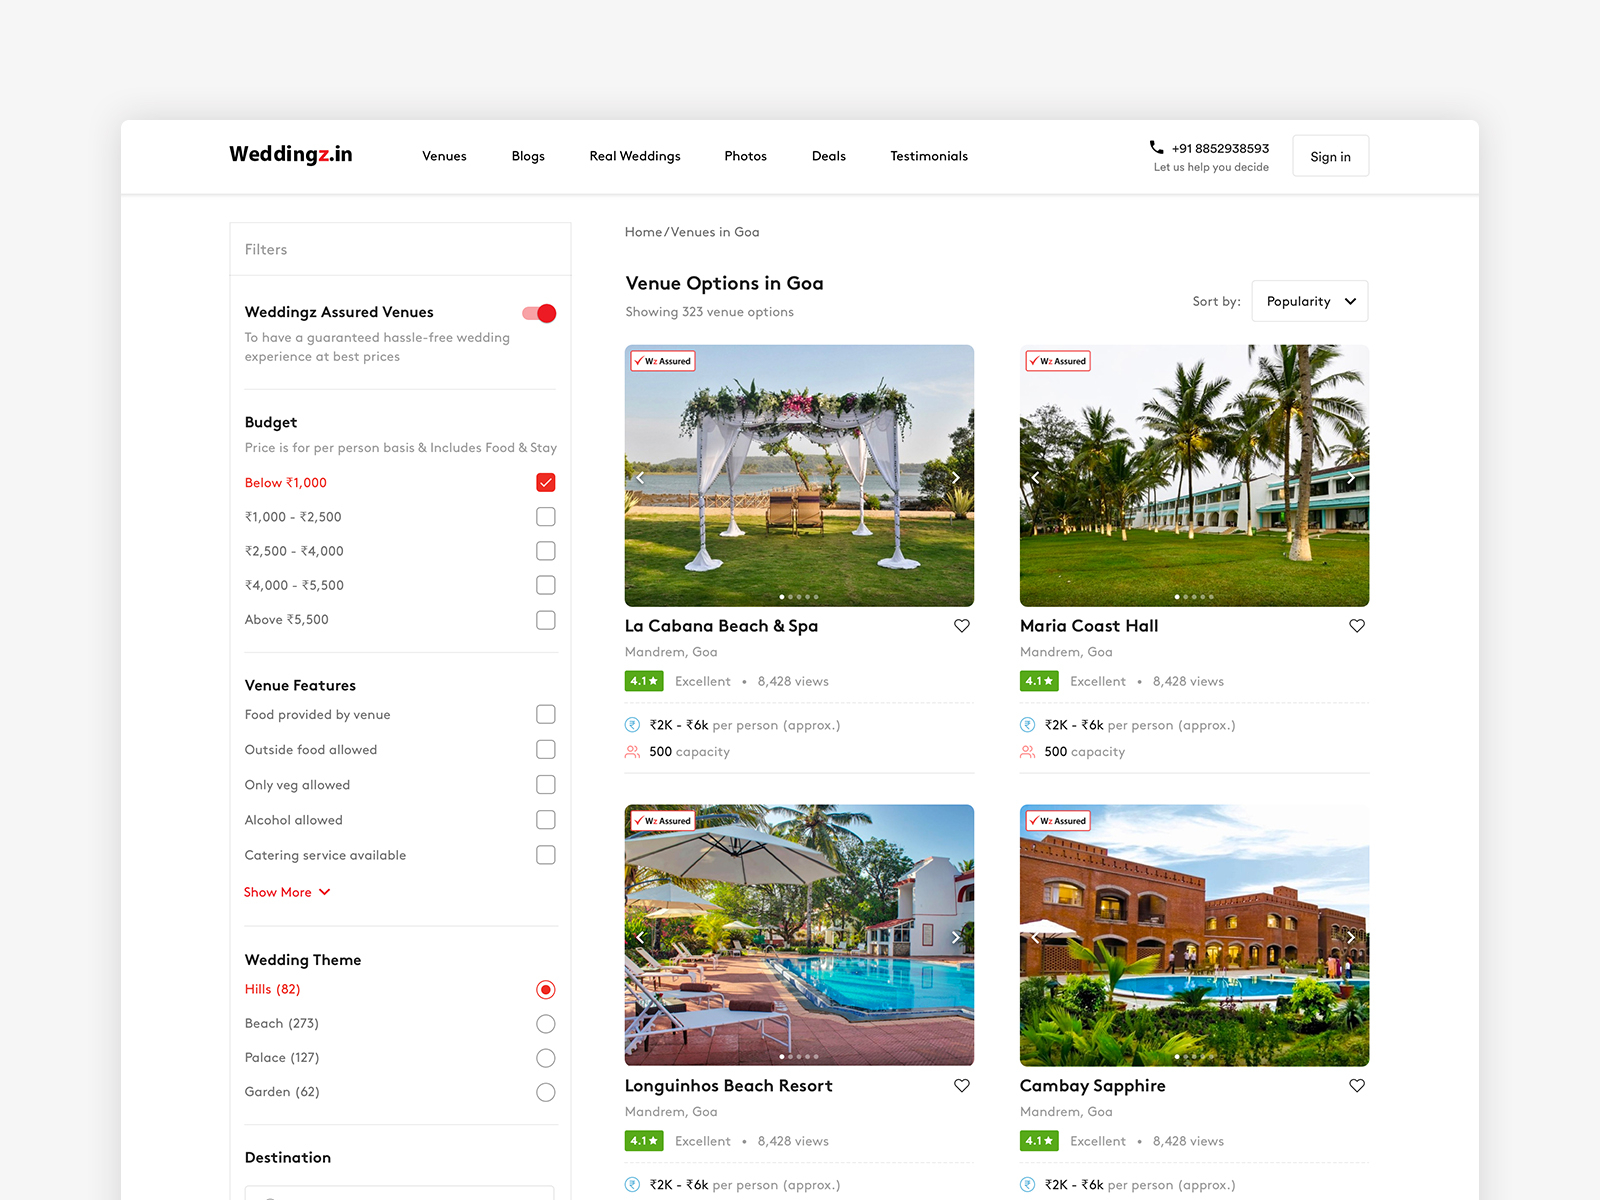 Weddingz.in
Venues
Blogs
Real Weddings
Photos
Deals
Testimonials
+91 8852938593
Let us help you decide
Sign in
Filters
Weddingz Assured Venues
To have a guaranteed hassle-free wedding
experience at best prices
Budget
Price is for per person basis & Includes Food & Stay
Below ₹1,000
₹1,000 - ₹2,500
₹2,500 - ₹4,000
₹4,000 - ₹5,500
Above ₹5,500
Venue Features
Food provided by venue
Outside food allowed
Only veg allowed
Alcohol allowed
Catering service available
Show More
Wedding Theme
Hills (82)
Beach (273)
Palace (127)
Garden (62)
Destination
Home/Venues in Goa
Venue Options in Goa
Showing 323 venue options
Sort by:
Popularity
Wz Assured
La Cabana Beach & Spa
Mandrem, Goa
4.1★ Excellent • 8,428 views
₹2K - ₹6k per person (approx.)
500 capacity
Wz Assured
Maria Coast Hall
Mandrem, Goa
4.1★ Excellent • 8,428 views
₹2K - ₹6k per person (approx.)
500 capacity
Wz Assured
Longuinhos Beach Resort
Mandrem, Goa
4.1★ Excellent • 8,428 views
₹2K - ₹6k per person (approx.)
Wz Assured
Cambay Sapphire
Mandrem, Goa
4.1★ Excellent • 8,428 views
₹2K - ₹6k per person (approx.)